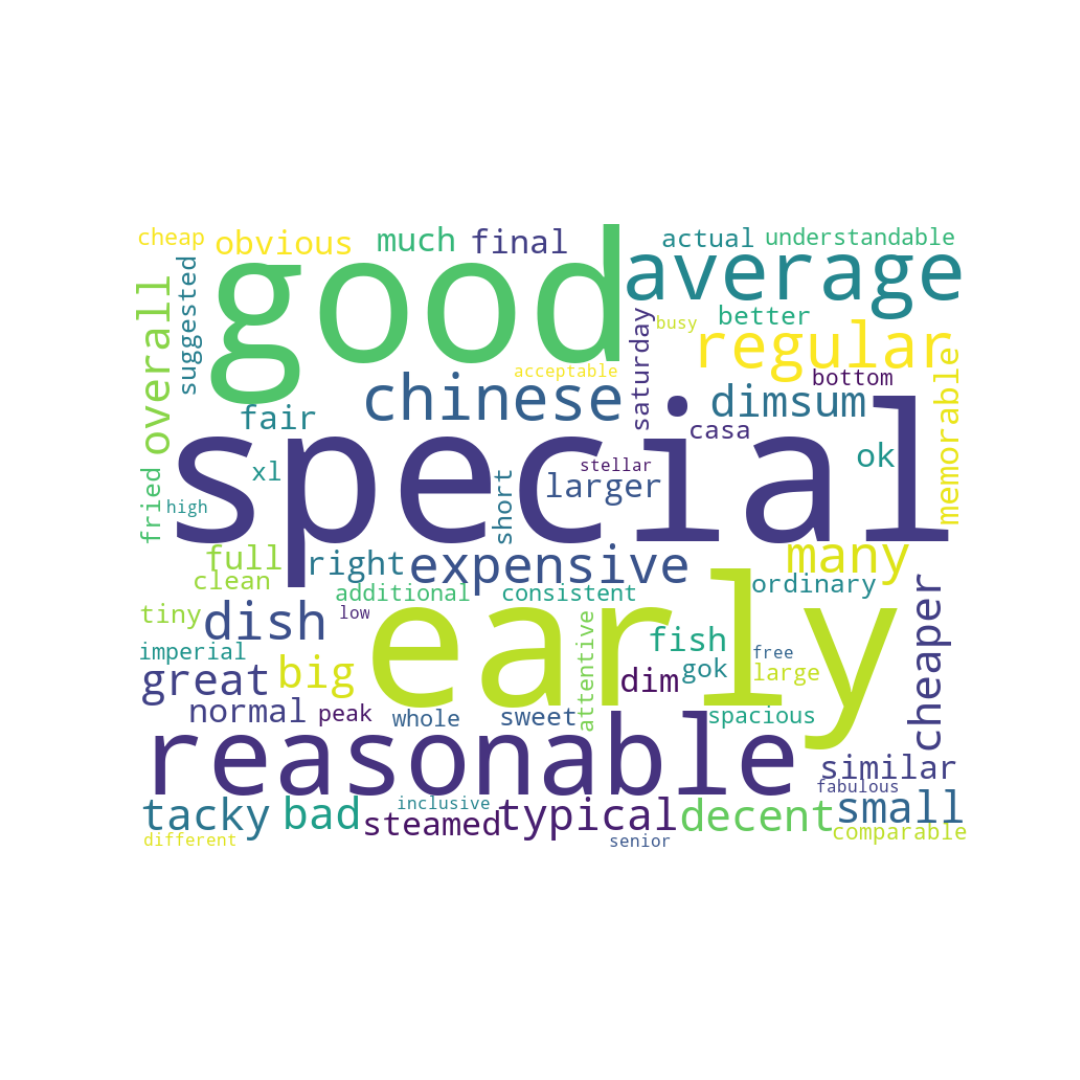 cheap
obvious
much
final
actual
understandable
good
average
suggested
overall
saturday
busy
better
regular
acceptable
bottom
memorable
chinese
dimsum
fair
casa
special
ok
xl
stellar
fried
high
short
larger
full
right
expensive
many
clean
additional
consistent
ordinary
tiny
low
dish
early
cheaper
attentive
fish
imperial
free
great
big
dim
gok
large
normal
peak
whole
sweet
spacious
reasonable
similar
fabulous
tacky
bad
inclusive
steamed
typical
decent
small
comparable
different
senior